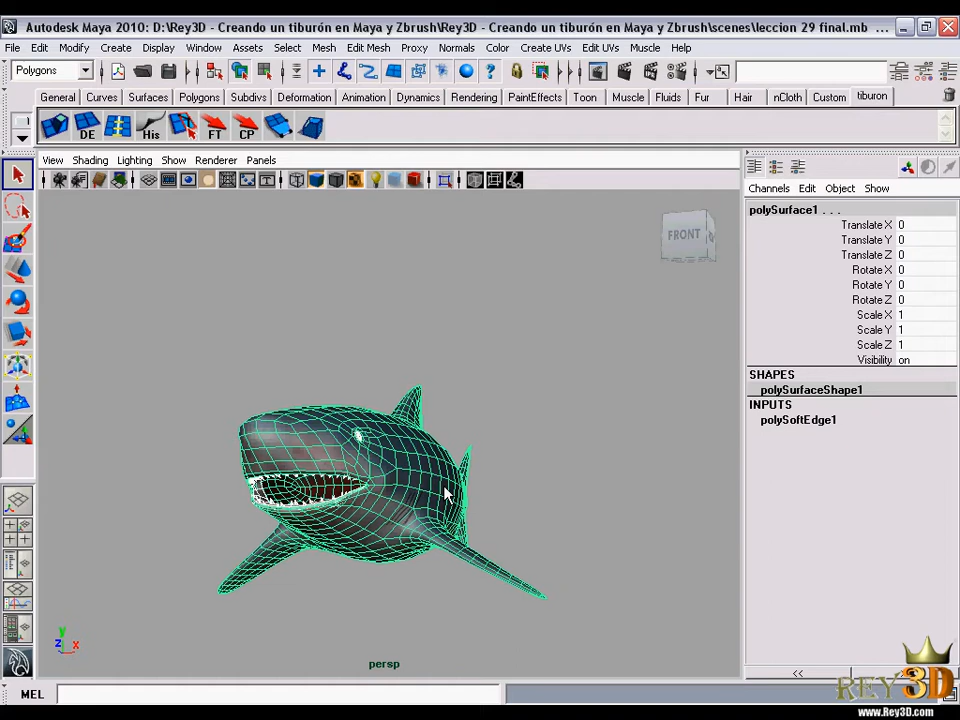 Autodesk Maya 2010: D:\Rey3D - Creando un tiburón en Maya y Zbrush\Rey3D - Creando un tiburón en Maya y Zbrush\scenes\leccion 29 final.mb ...
File Edit Modify Create Display Window Assets Select Mesh Edit Mesh Proxy Normals Color Create UVs Edit UVs Muscle Help
Polygons
General Curves Surfaces Polygons Subdivs Deformation Animation Dynamics Rendering PaintEffects Toon Muscle Fluids Fur Hair nCloth Custom tiburon
DE His FT CP
View Shading Lighting Show Renderer Panels
Channels Edit Object Show
polySurface1 . . .
Translate X 0
Translate Y 0
Translate Z 0
Rotate X 0
Rotate Y 0
Rotate Z 0
Scale X 1
Scale Y 1
Scale Z 1
Visibility on
SHAPES
polySurfaceShape1
INPUTS
polySoftEdge1
FRONT
y
z x
persp
<<
MEL
REY3D
www.Rey3D.com